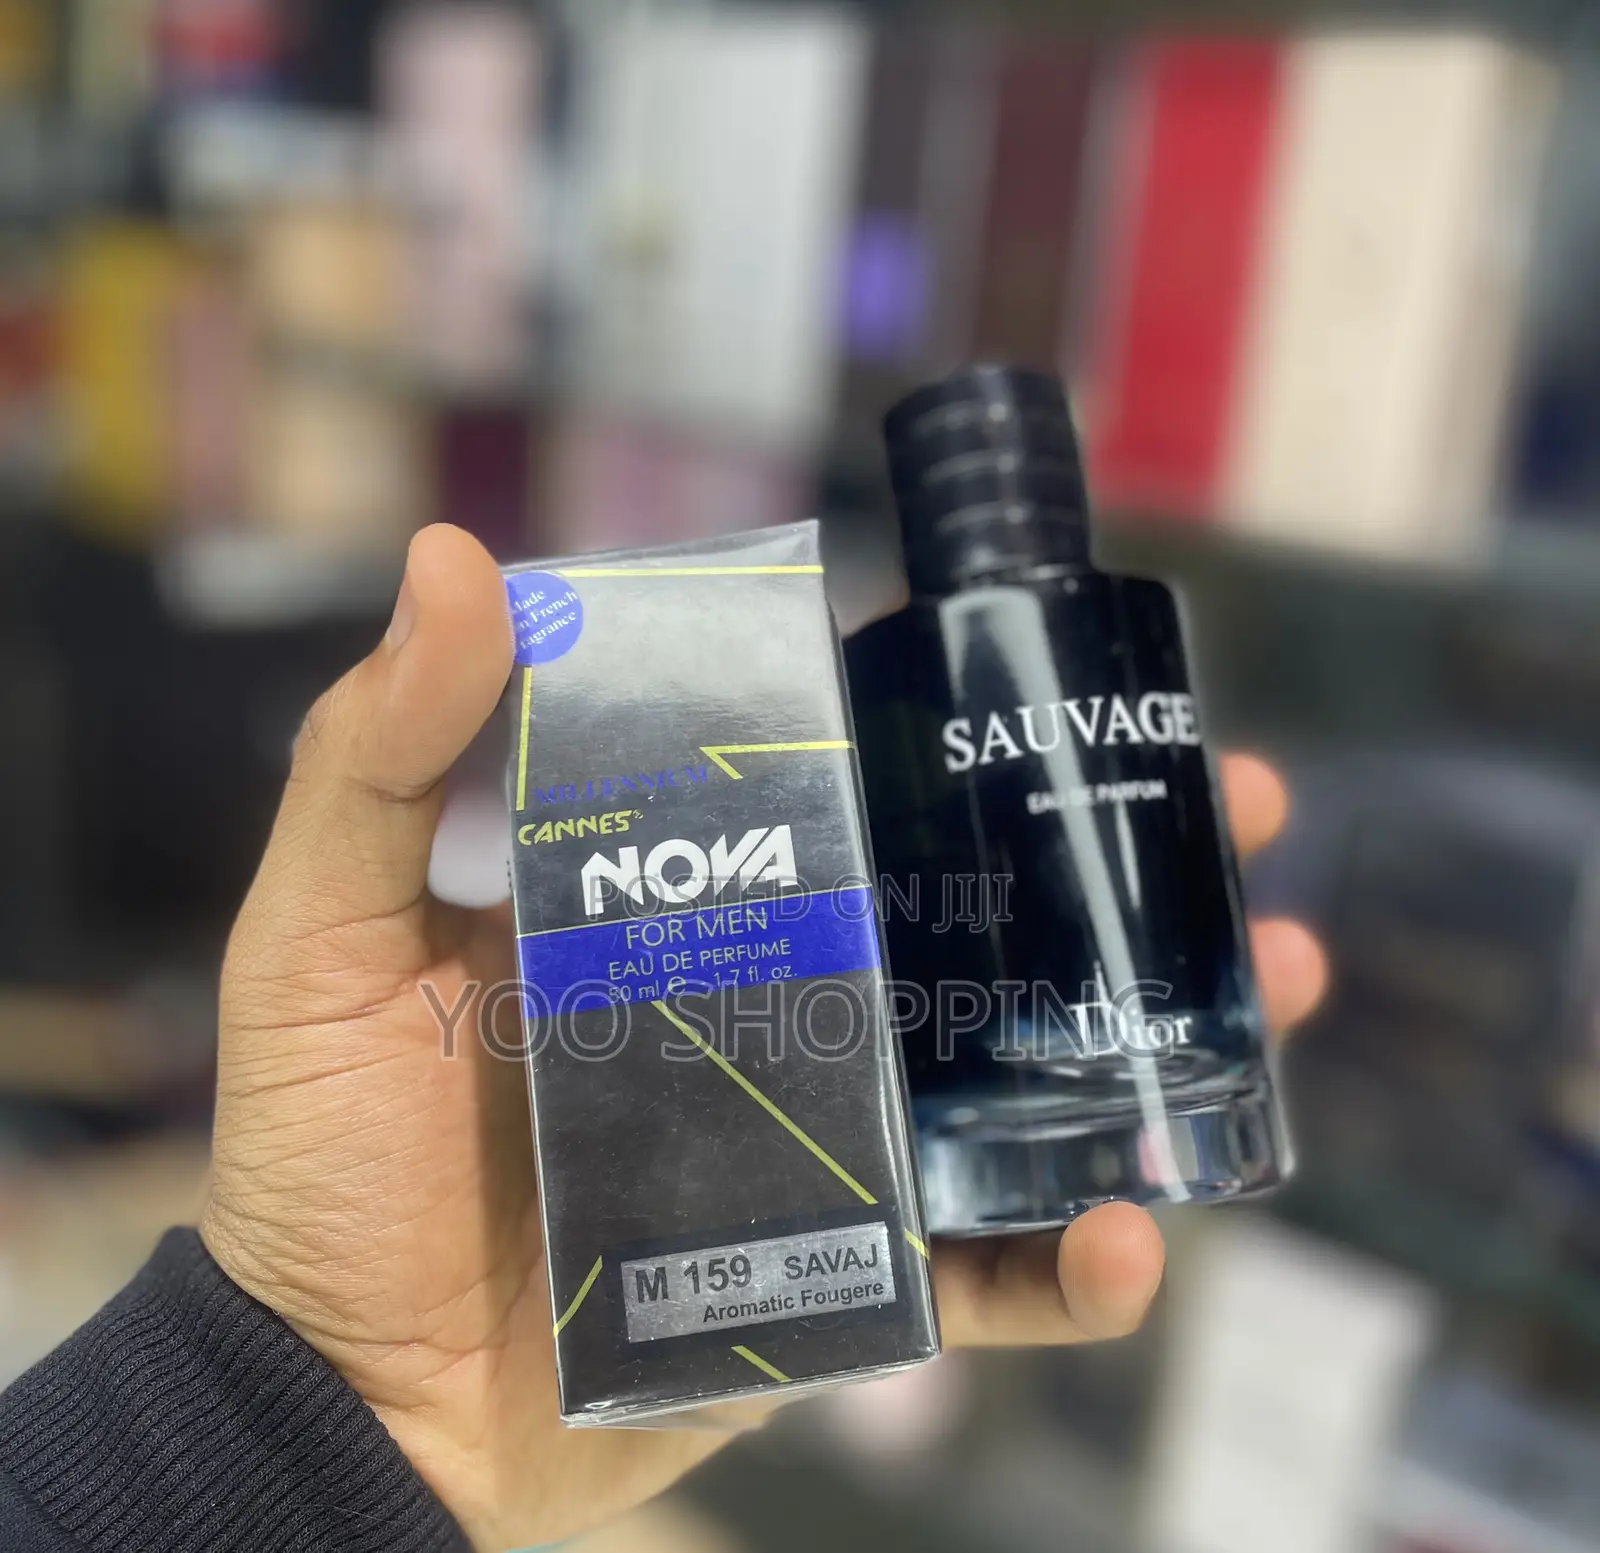 Made
in French
Fragrance
MILLENNIUM
CANNES
NOVA
FOR MEN
EAU DE PERFUME
50 ml e 1.7 fl. oz.
M 159 SAVAJ
Aromatic Fougere
SAUVAGE
EAU DE PARFUM
Dior
POSTED ON JIJI
YOO SHOPPING